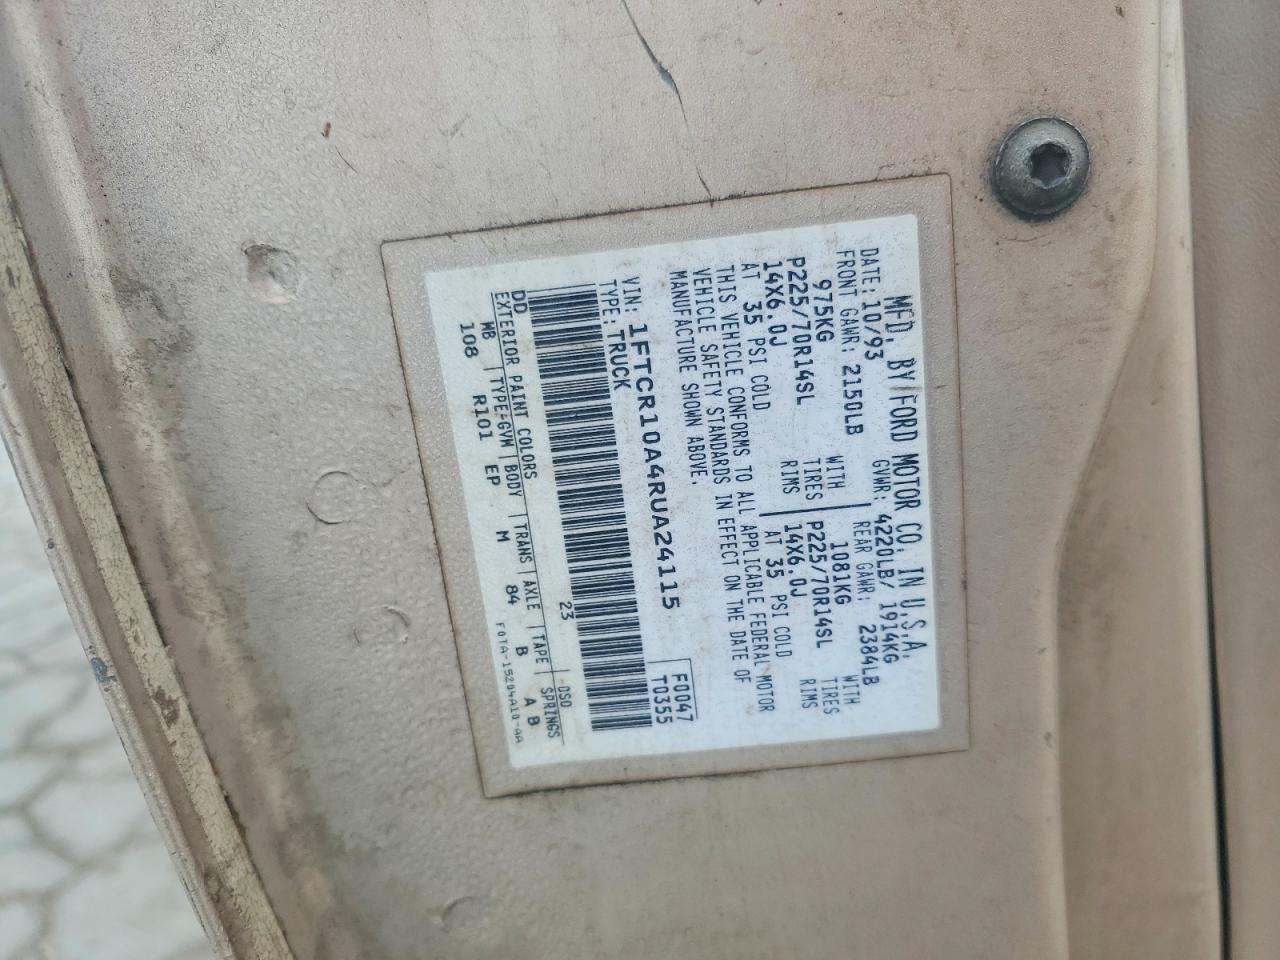 MFD. BY FORD MOTOR CO. IN U.S.A.
DATE: 10/93 GVWR: 4220LB/ 1914KG
FRONT GAWR: 2150LB REAR GAWR: 2384LB
975KG WITH 1081KG WITH
P225/70R14SL TIRES P225/70R14SL TIRES
14X6.0J RIMS 14X6.0J RIMS
AT 35 PSI COLD AT 35 PSI COLD
THIS VEHICLE CONFORMS TO ALL APPLICABLE FEDERAL MOTOR
VEHICLE SAFETY STANDARDS IN EFFECT ON THE DATE OF
MANUFACTURE SHOWN ABOVE.
VIN: 1FTCR10A4RUA24115
TYPE: TRUCK
F0047
T0355
23
DSO
DD
EXTERIOR PAINT COLORS
WB TYPE-GVM BODY TRANS AXLE TAPE SPRINGS
108 R101 EP M 84 B A B
F0TA-15204A10-AA